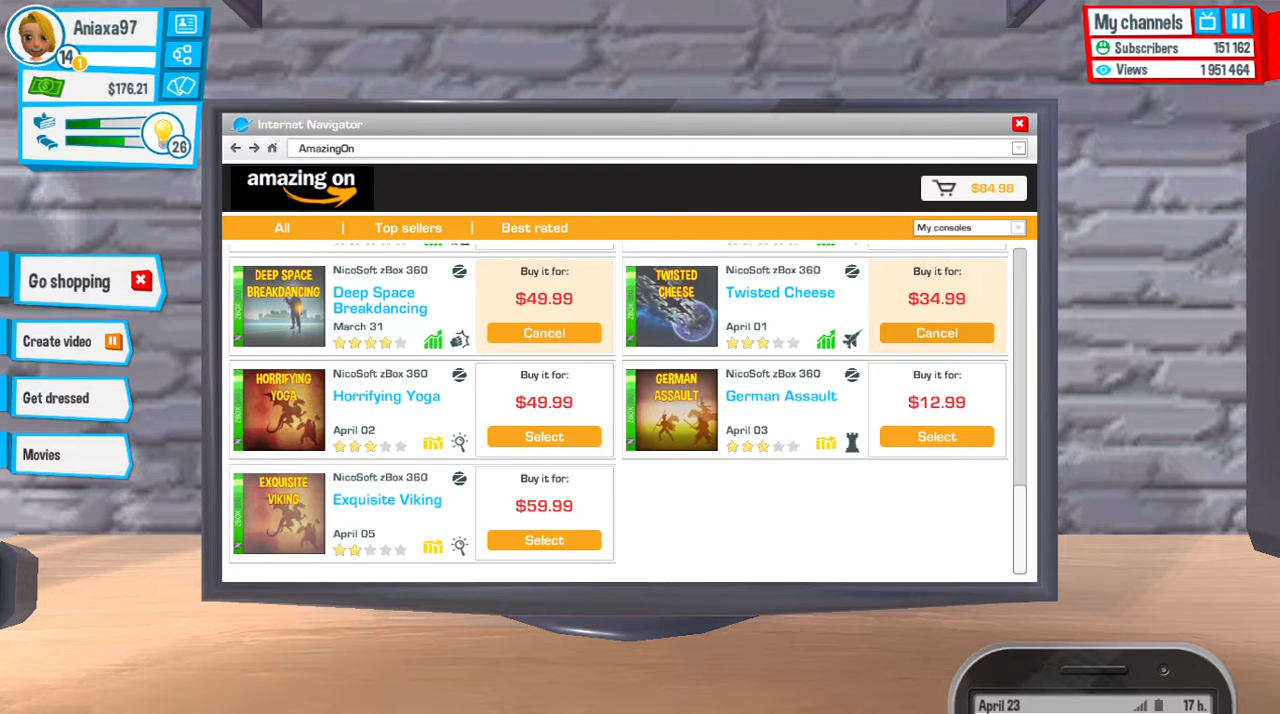 Aniaxa97
14
1
$176.21
26
My channels
Subscribers 151 162
Views 1 951 464
Go shopping
Create video
Get dressed
Movies
Internet Navigator
AmazingOn
amazing on
$84.98
All | Top sellers | Best rated
My consoles
DEEP SPACE
BREAKDANCING
ZBOX
NicoSoft zBox 360
Deep Space
Breakdancing
March 31
Buy it for:
$49.99
Cancel
TWISTED
CHEESE
ZBOX
NicoSoft zBox 360
Twisted Cheese
April 01
Buy it for:
$34.99
Cancel
HORRIFYING
YOGA
ZBOX
NicoSoft zBox 360
Horrifying Yoga
April 02
Buy it for:
$49.99
Select
GERMAN
ASSAULT
ZBOX
NicoSoft zBox 360
German Assault
April 03
Buy it for:
$12.99
Select
EXQUISITE
VIKING
ZBOX
NicoSoft zBox 360
Exquisite Viking
April 05
Buy it for:
$59.99
Select
April 23
17 h.